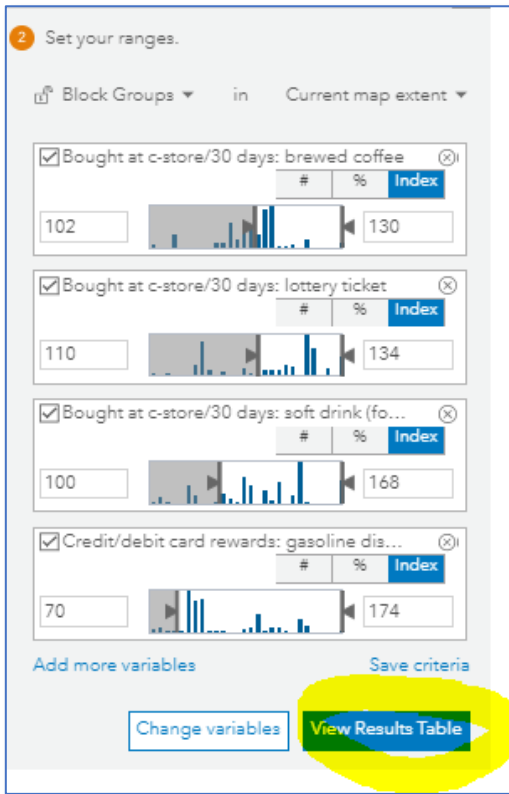 2 Set your ranges.
Block Groups in Current map extent
Bought at c-store/30 days: brewed coffee
# % Index
102 130
Bought at c-store/30 days: lottery ticket
# % Index
110 134
Bought at c-store/30 days: soft drink (fo...
# % Index
100 168
Credit/debit card rewards: gasoline dis...
# % Index
70 174
Add more variables Save criteria
Change variables View Results Table